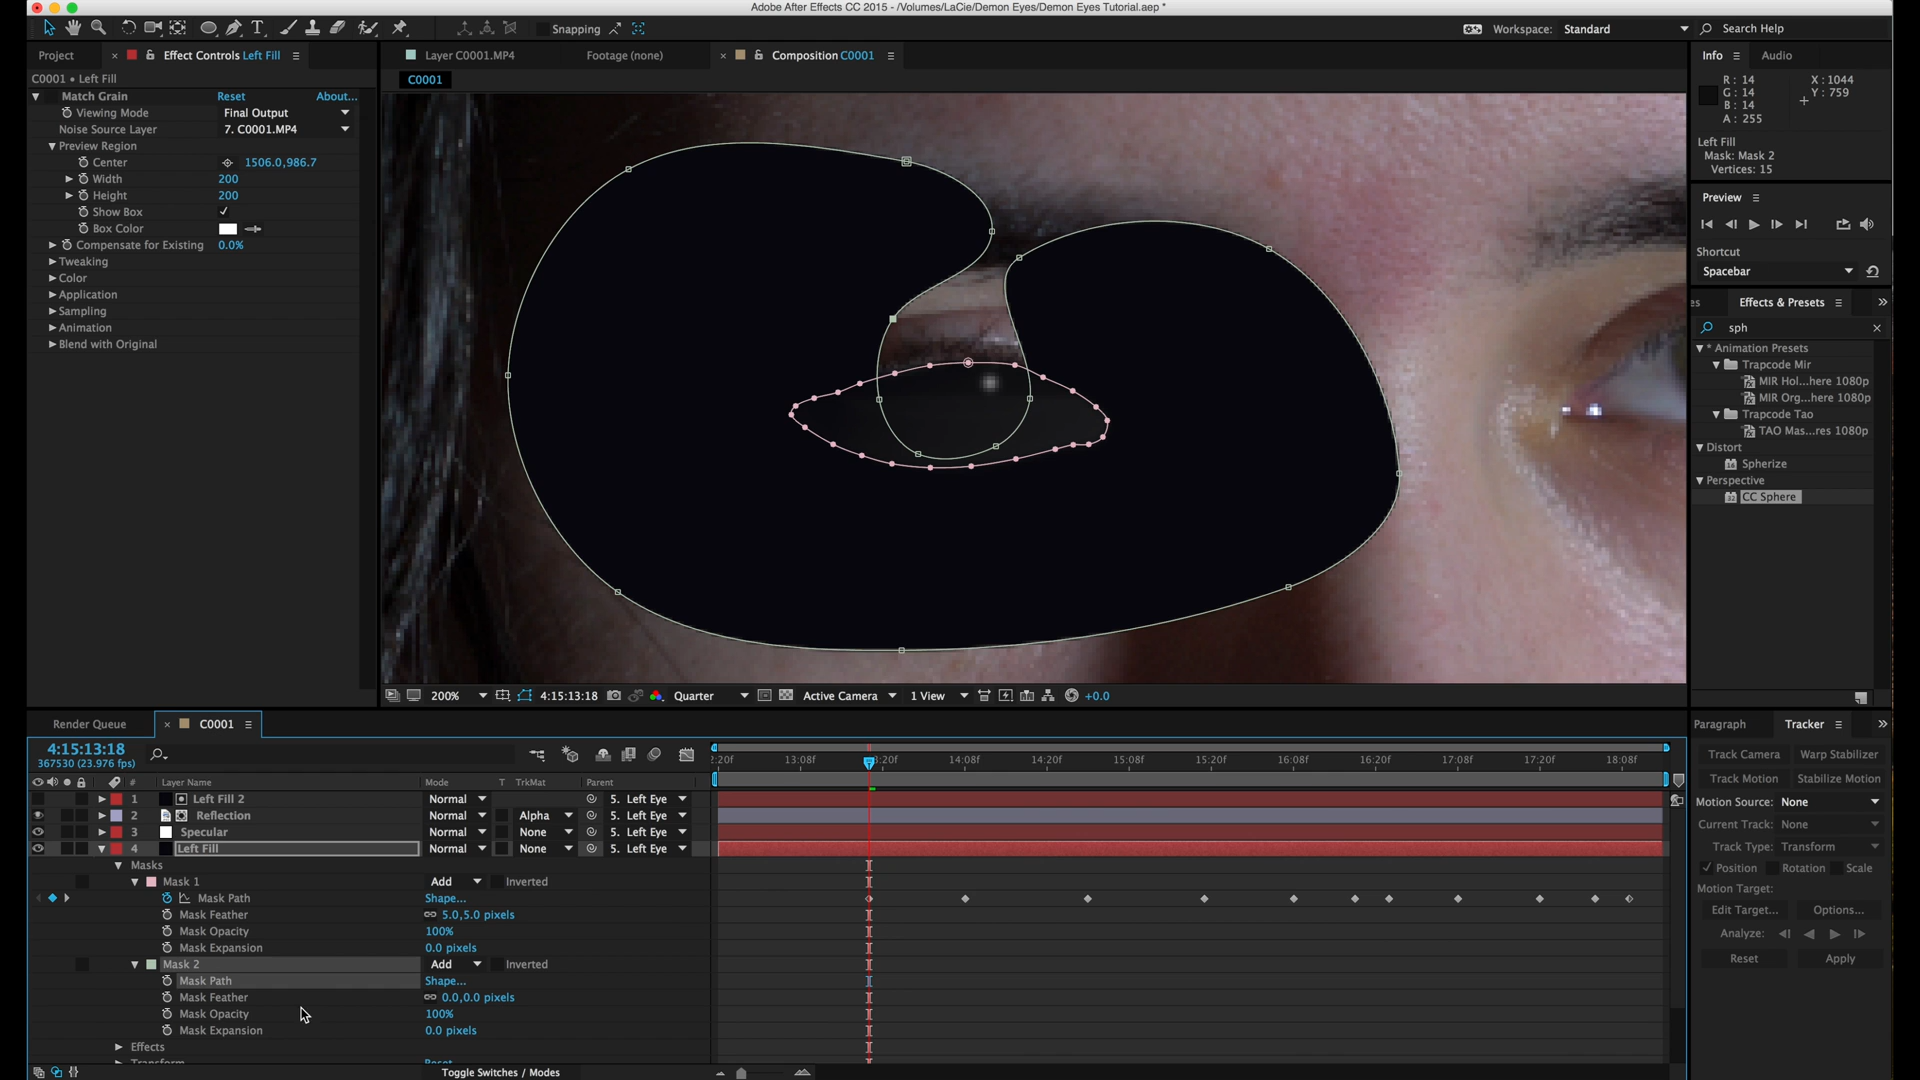 Adobe After Effects CC 2015 - /Volumes/LaCie/Demon Eyes/Demon Eyes Tutorial.aep *
Snapping
Workspace: Standard
Search Help
Project
Effect Controls Left Fill
Layer C0001.MP4
Footage (none)
Composition C0001
Info
Audio
C0001 • Left Fill
C0001
R: 14
G: 14
B: 14
A: 255
X: 1044
Y: 759
Match Grain
Reset
About...
Viewing Mode
Final Output
Noise Source Layer
7. C0001.MP4
Preview Region
Center
1506.0,986.7
Width
200
Height
200
Show Box
Box Color
Compensate for Existing
0.0%
Tweaking
Color
Application
Sampling
Animation
Blend with Original
Left Fill
Mask: Mask 2
Vertices: 15
Preview
Shortcut
Spacebar
es
Effects & Presets
sph
* Animation Presets
Trapcode Mir
MIR Hol...here 1080p
MIR Org...here 1080p
Trapcode Tao
TAO Mas...res 1080p
Distort
Spherize
Perspective
CC Sphere
200%
4:15:13:18
Quarter
Active Camera
1 View
+0.0
Render Queue
C0001
Paragraph
Tracker
4:15:13:18
367530 (23.976 fps)
2:20f
13:08f
3:20f
14:08f
14:20f
15:08f
15:20f
16:08f
16:20f
17:08f
17:20f
18:08f
# Layer Name
Mode
T TrkMat
Parent
1 Left Fill 2 Normal 5. Left Eye
2 Reflection Normal Alpha 5. Left Eye
3 Specular Normal None 5. Left Eye
4 Left Fill Normal None 5. Left Eye
Masks
Mask 1 Add Inverted
Mask Path Shape...
Mask Feather 5.0,5.0 pixels
Mask Opacity 100%
Mask Expansion 0.0 pixels
Mask 2 Add Inverted
Mask Path Shape...
Mask Feather 0.0,0.0 pixels
Mask Opacity 100%
Mask Expansion 0.0 pixels
Effects
Transform Reset
Toggle Switches / Modes
Track Camera
Warp Stabilizer
Track Motion
Stabilize Motion
Motion Source: None
Current Track: None
Track Type: Transform
Position
Rotation
Scale
Motion Target:
Edit Target...
Options...
Analyze:
Reset
Apply